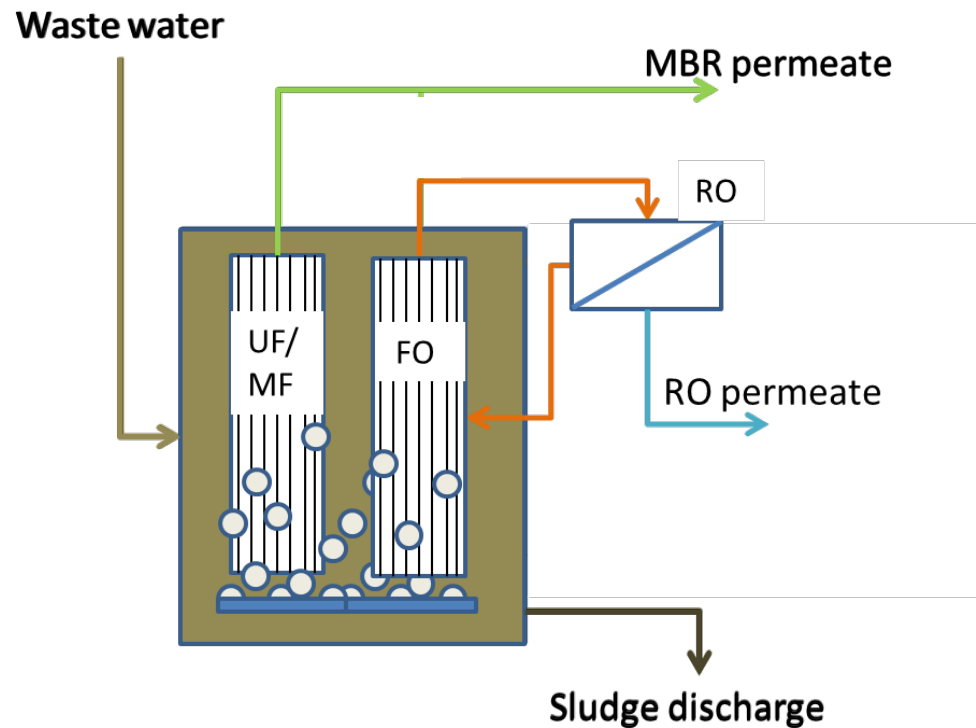 Waste water
MBR permeate
RO
UF/
MF
FO
RO permeate
Sludge discharge